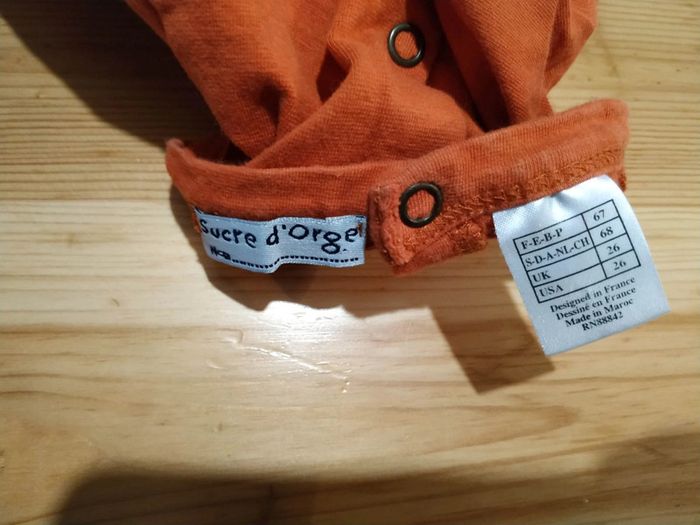 Sucre d'Orge
F-E-B-P 67
S-D-A-NL-CH 68
UK 26
USA 26
Designed in France
Dessiné en France
Made in Maroc
RN88842